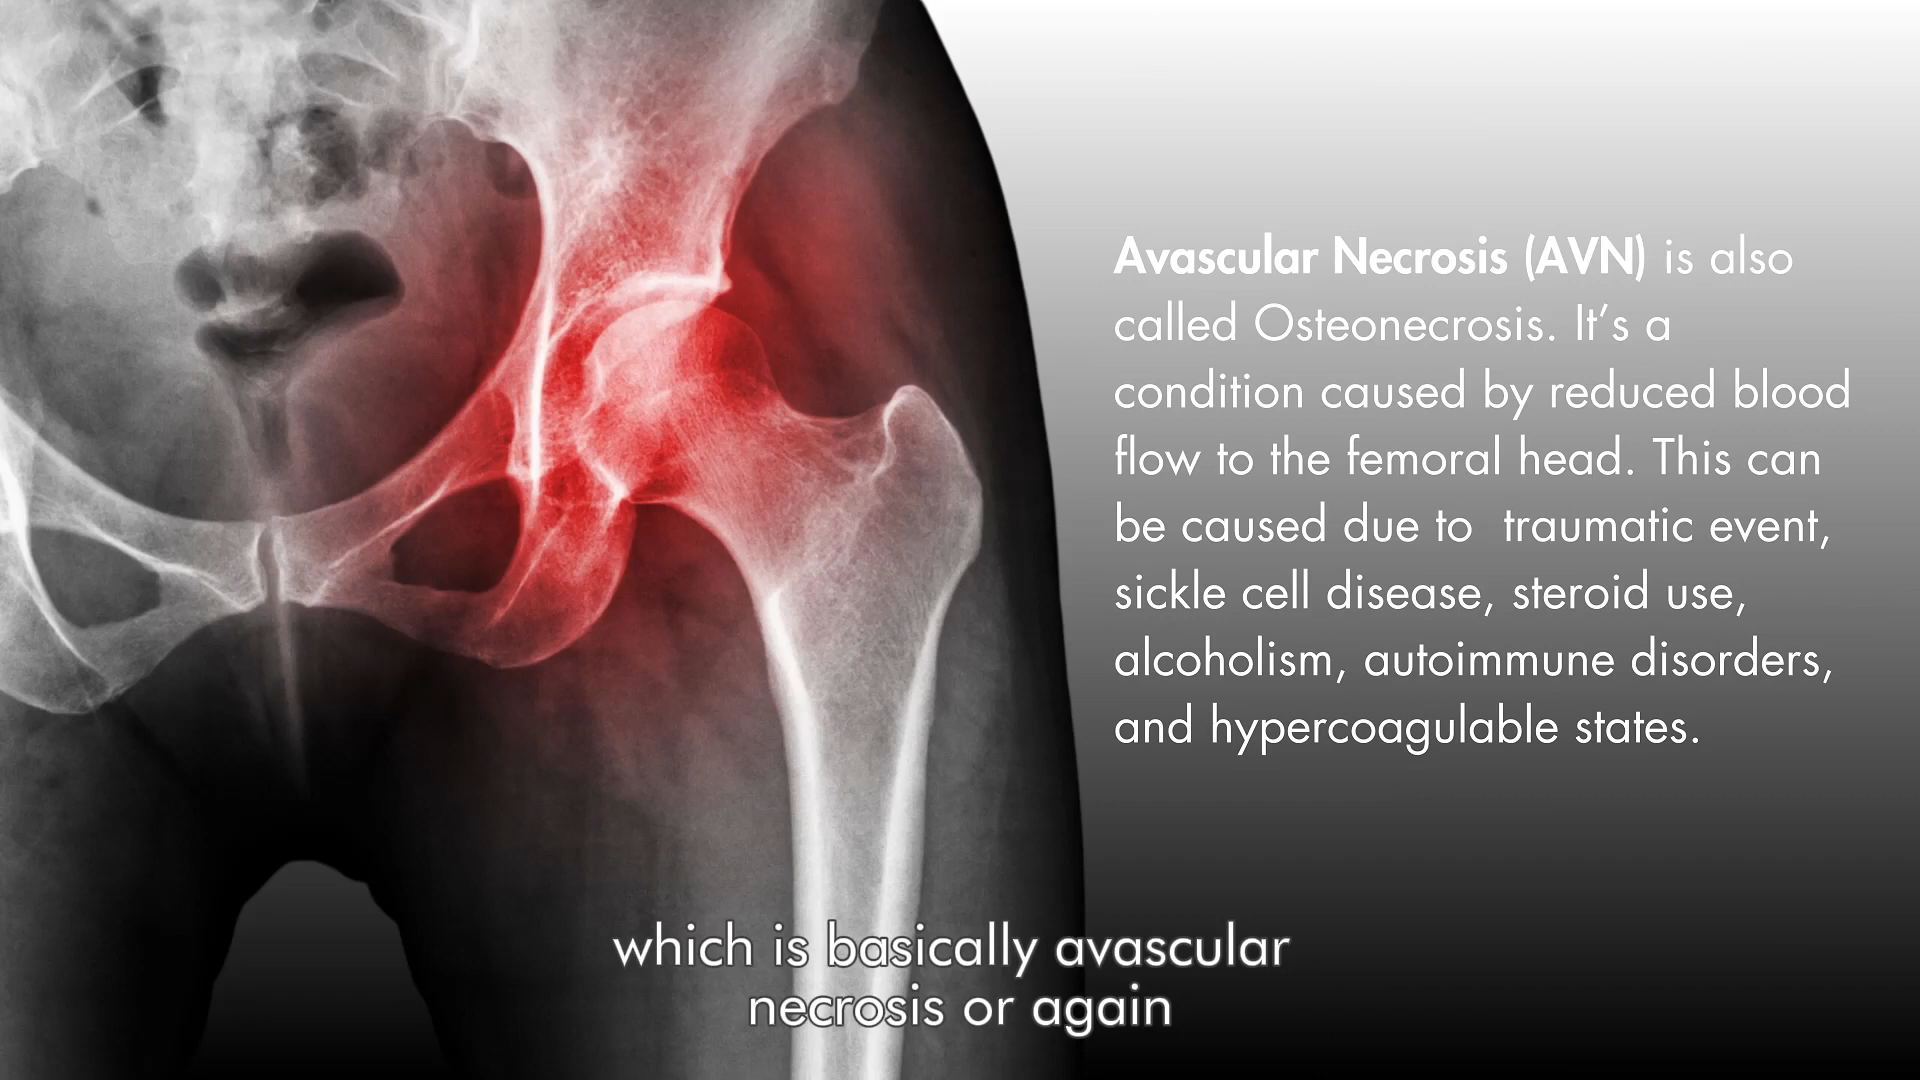 Avascular Necrosis (AVN) is also
called Osteonecrosis. It’s a
condition caused by reduced blood
flow to the femoral head. This can
be caused due to  traumatic event,
sickle cell disease, steroid use,
alcoholism, autoimmune disorders,
and hypercoagulable states.
which is basically avascular
necrosis or again